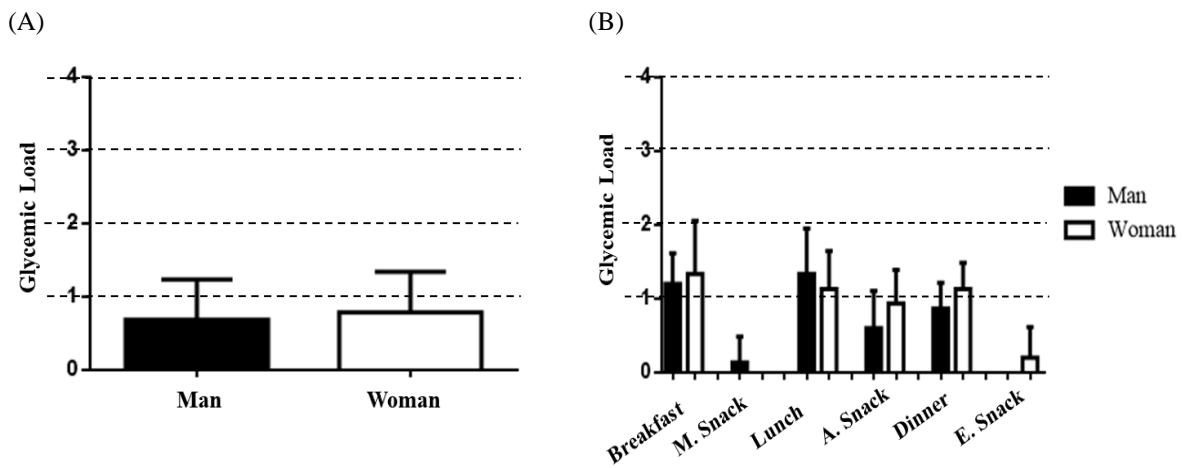 (A)
Glycemic Load
4
3
2
1
0
Man
Woman
(B)
Glycemic Load
4
3
2
1
0
Breakfast
M. Snack
Lunch
A. Snack
Dinner
E. Snack
Man
Woman